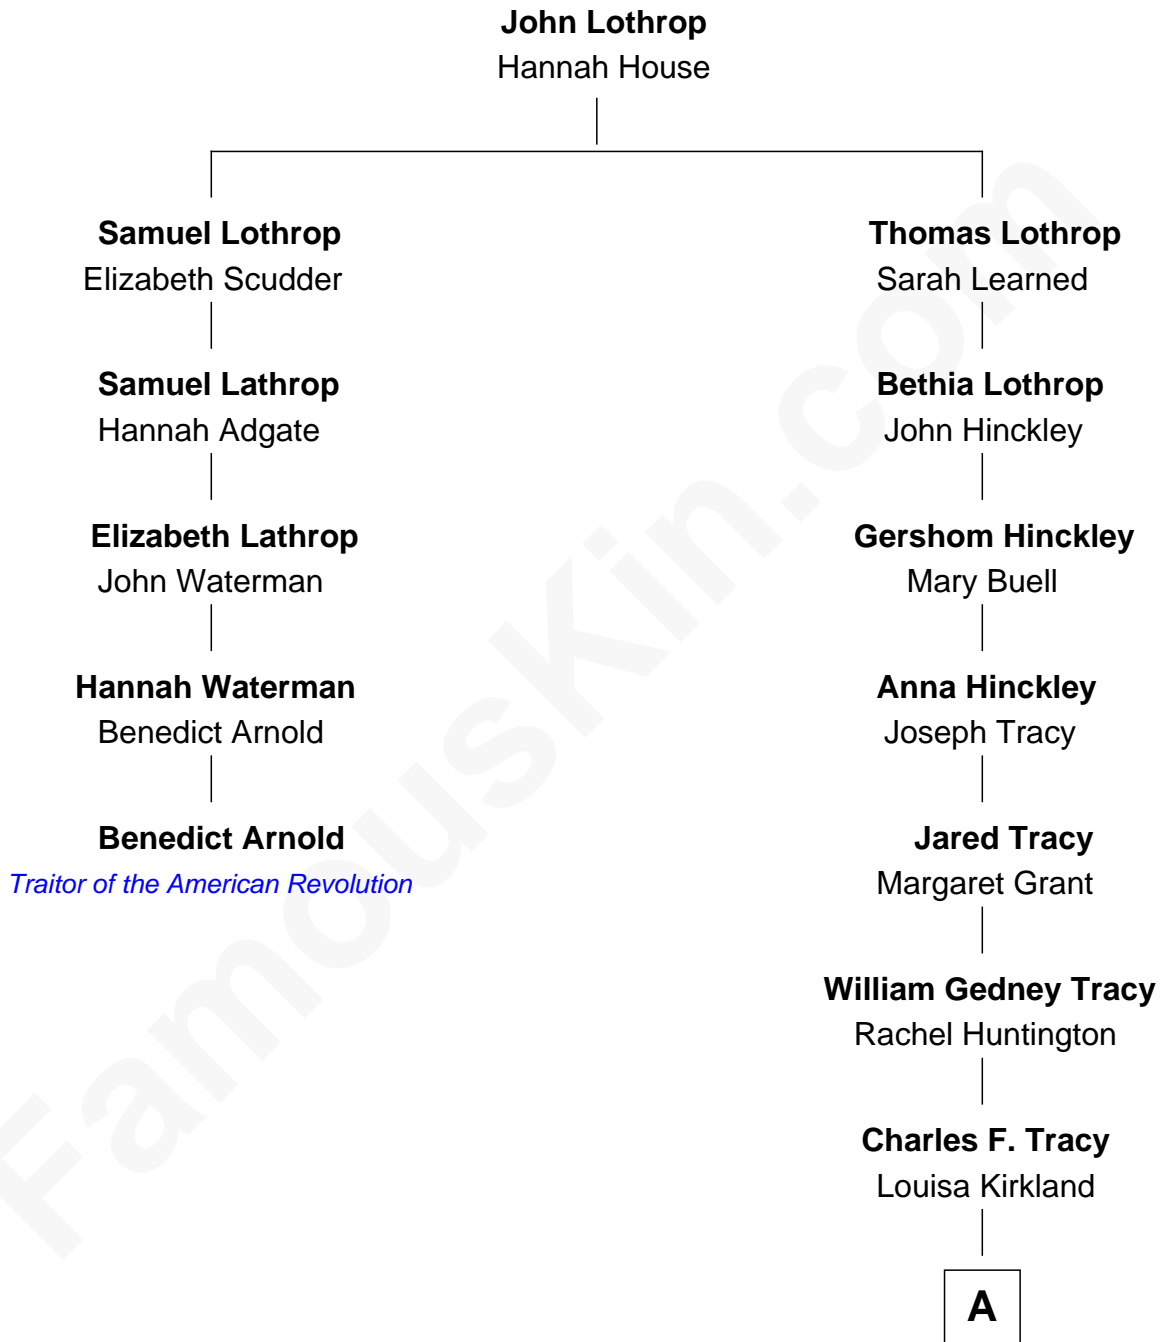 John Lothrop
Hannah House
Samuel Lothrop
Elizabeth Scudder
Thomas Lothrop
Sarah Learned
Samuel Lathrop
Hannah Adgate
Bethia Lothrop
John Hinckley
Elizabeth Lathrop
John Waterman
Gershom Hinckley
Mary Buell
Hannah Waterman
Benedict Arnold
Anna Hinckley
Joseph Tracy
Benedict Arnold
Traitor of the American Revolution
Jared Tracy
Margaret Grant
William Gedney Tracy
Rachel Huntington
Charles F. Tracy
Louisa Kirkland
A
FamousKin.com